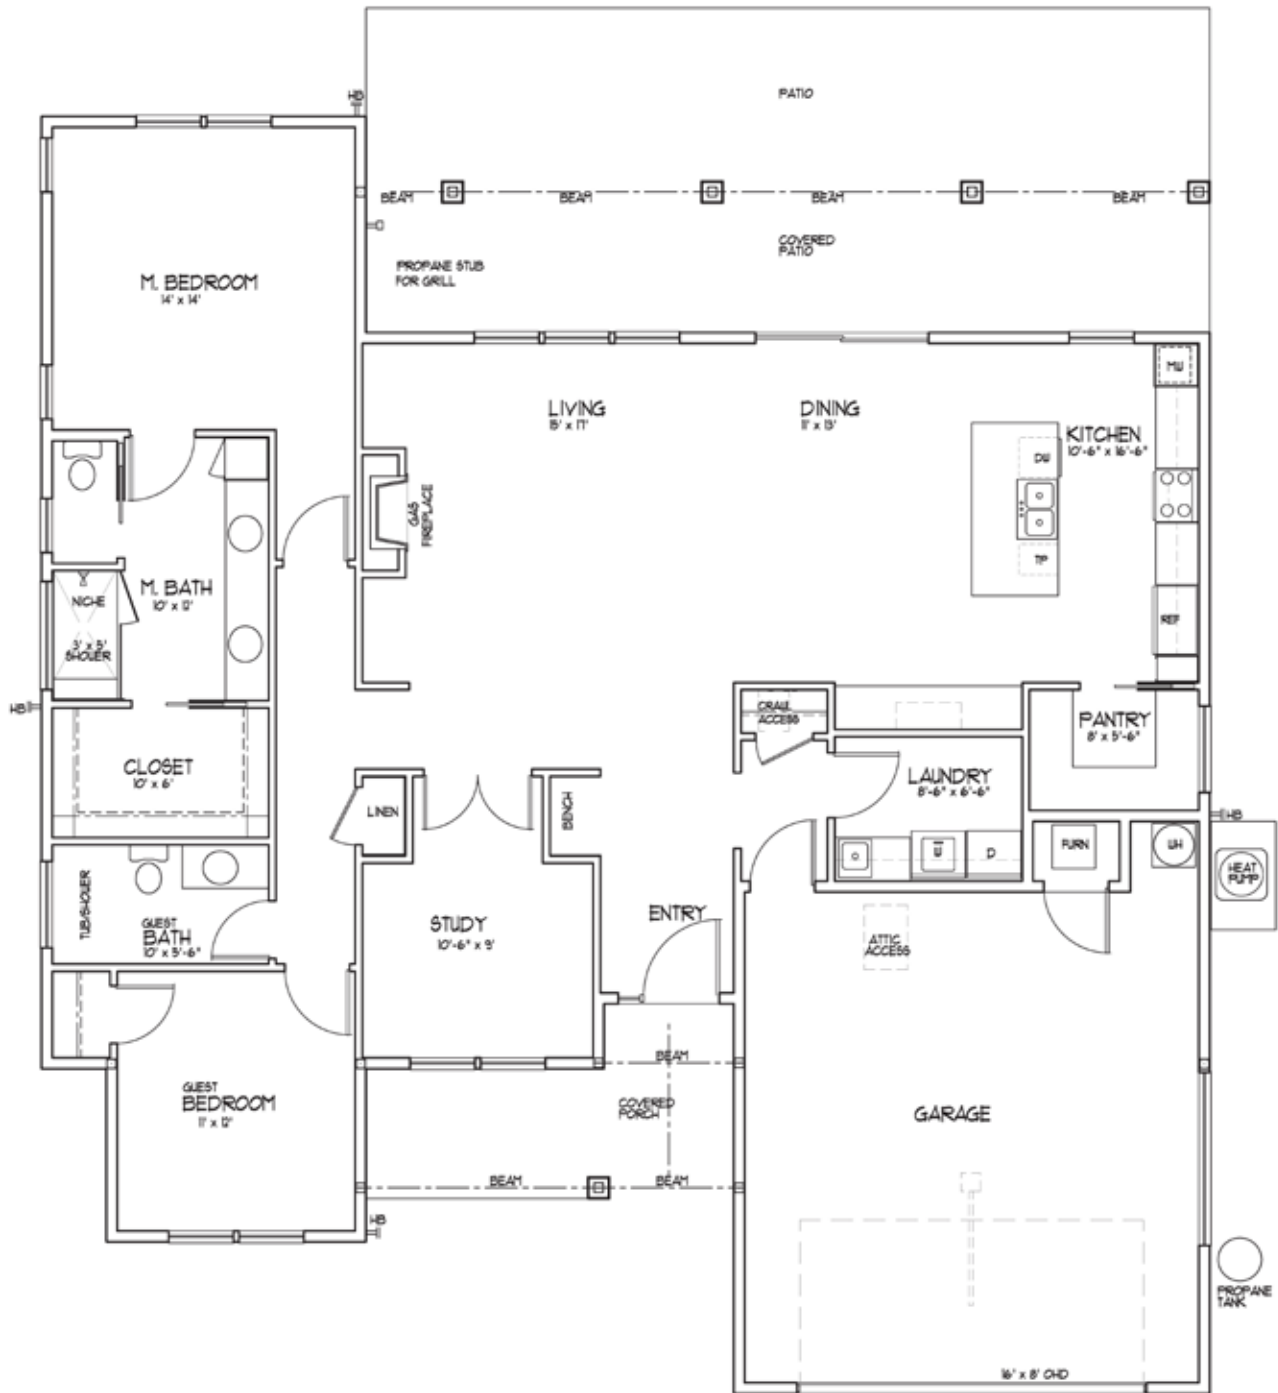 PATIO
HB
BEAM
BEAM
BEAM
BEAM
COVERED
PATIO
PROPANE STUB
FOR GRILL
M. BEDROOM
14' x 14'
LIVING
15' x 17'
DINING
11' x 13'
KITCHEN
10'-6" x 16'-6"
MW
DW
TP
REF
GAS
FIREPLACE
M. BATH
10' x 12'
NICHE
3' x 5'
SHOWER
HB
CLOSET
10' x 6'
CRAWL
ACCESS
PANTRY
8' x 5'-6"
LAUNDRY
8'-6" x 6'-6"
LINEN
BENCH
W
D
FURN
WH
HB
HEAT
PUMP
TUB/SHOWER
GUEST
BATH
10' x 5'-6"
STUDY
10'-6" x 9'
ENTRY
ATTIC
ACCESS
BEAM
GUEST
BEDROOM
11' x 12'
COVERED
PORCH
GARAGE
BEAM
BEAM
HB
PROPANE
TANK
16' x 8' OHD